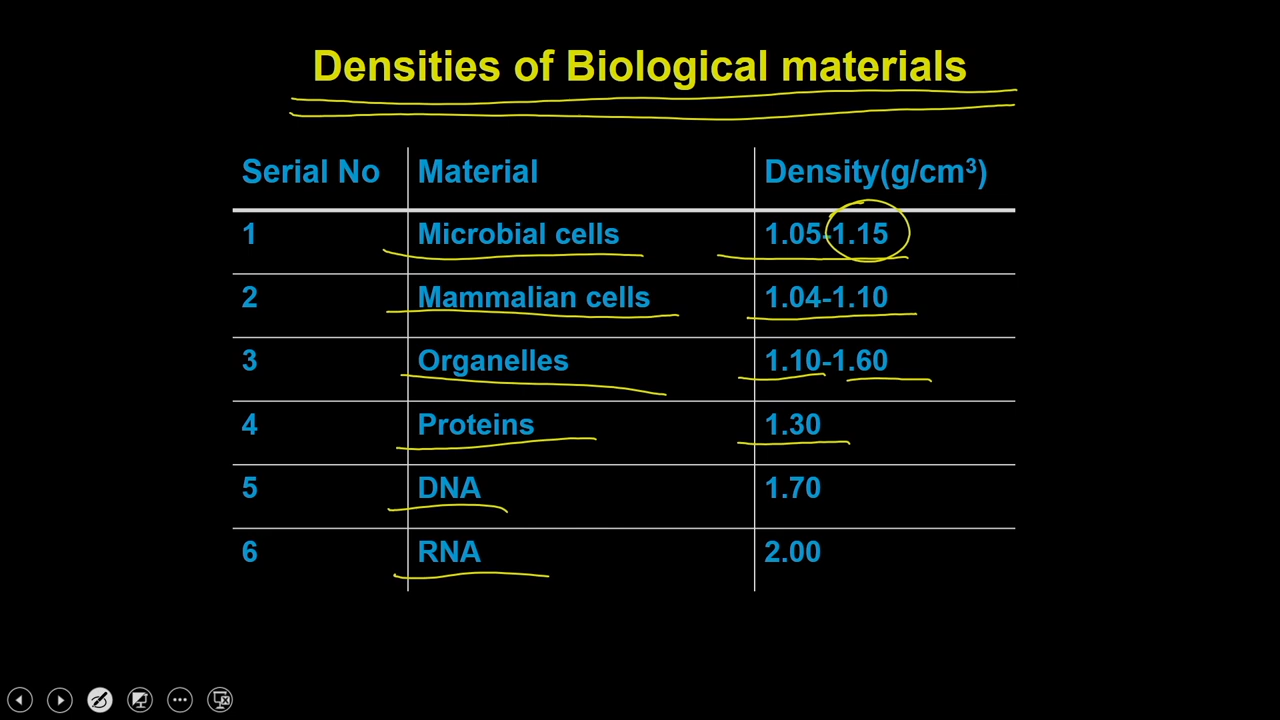 Densities of Biological materials
Serial No Material Density(g/cm³)
1 Microbial cells 1.05-1.15
2 Mammalian cells 1.04-1.10
3 Organelles 1.10-1.60
4 Proteins 1.30
5 DNA 1.70
6 RNA 2.00